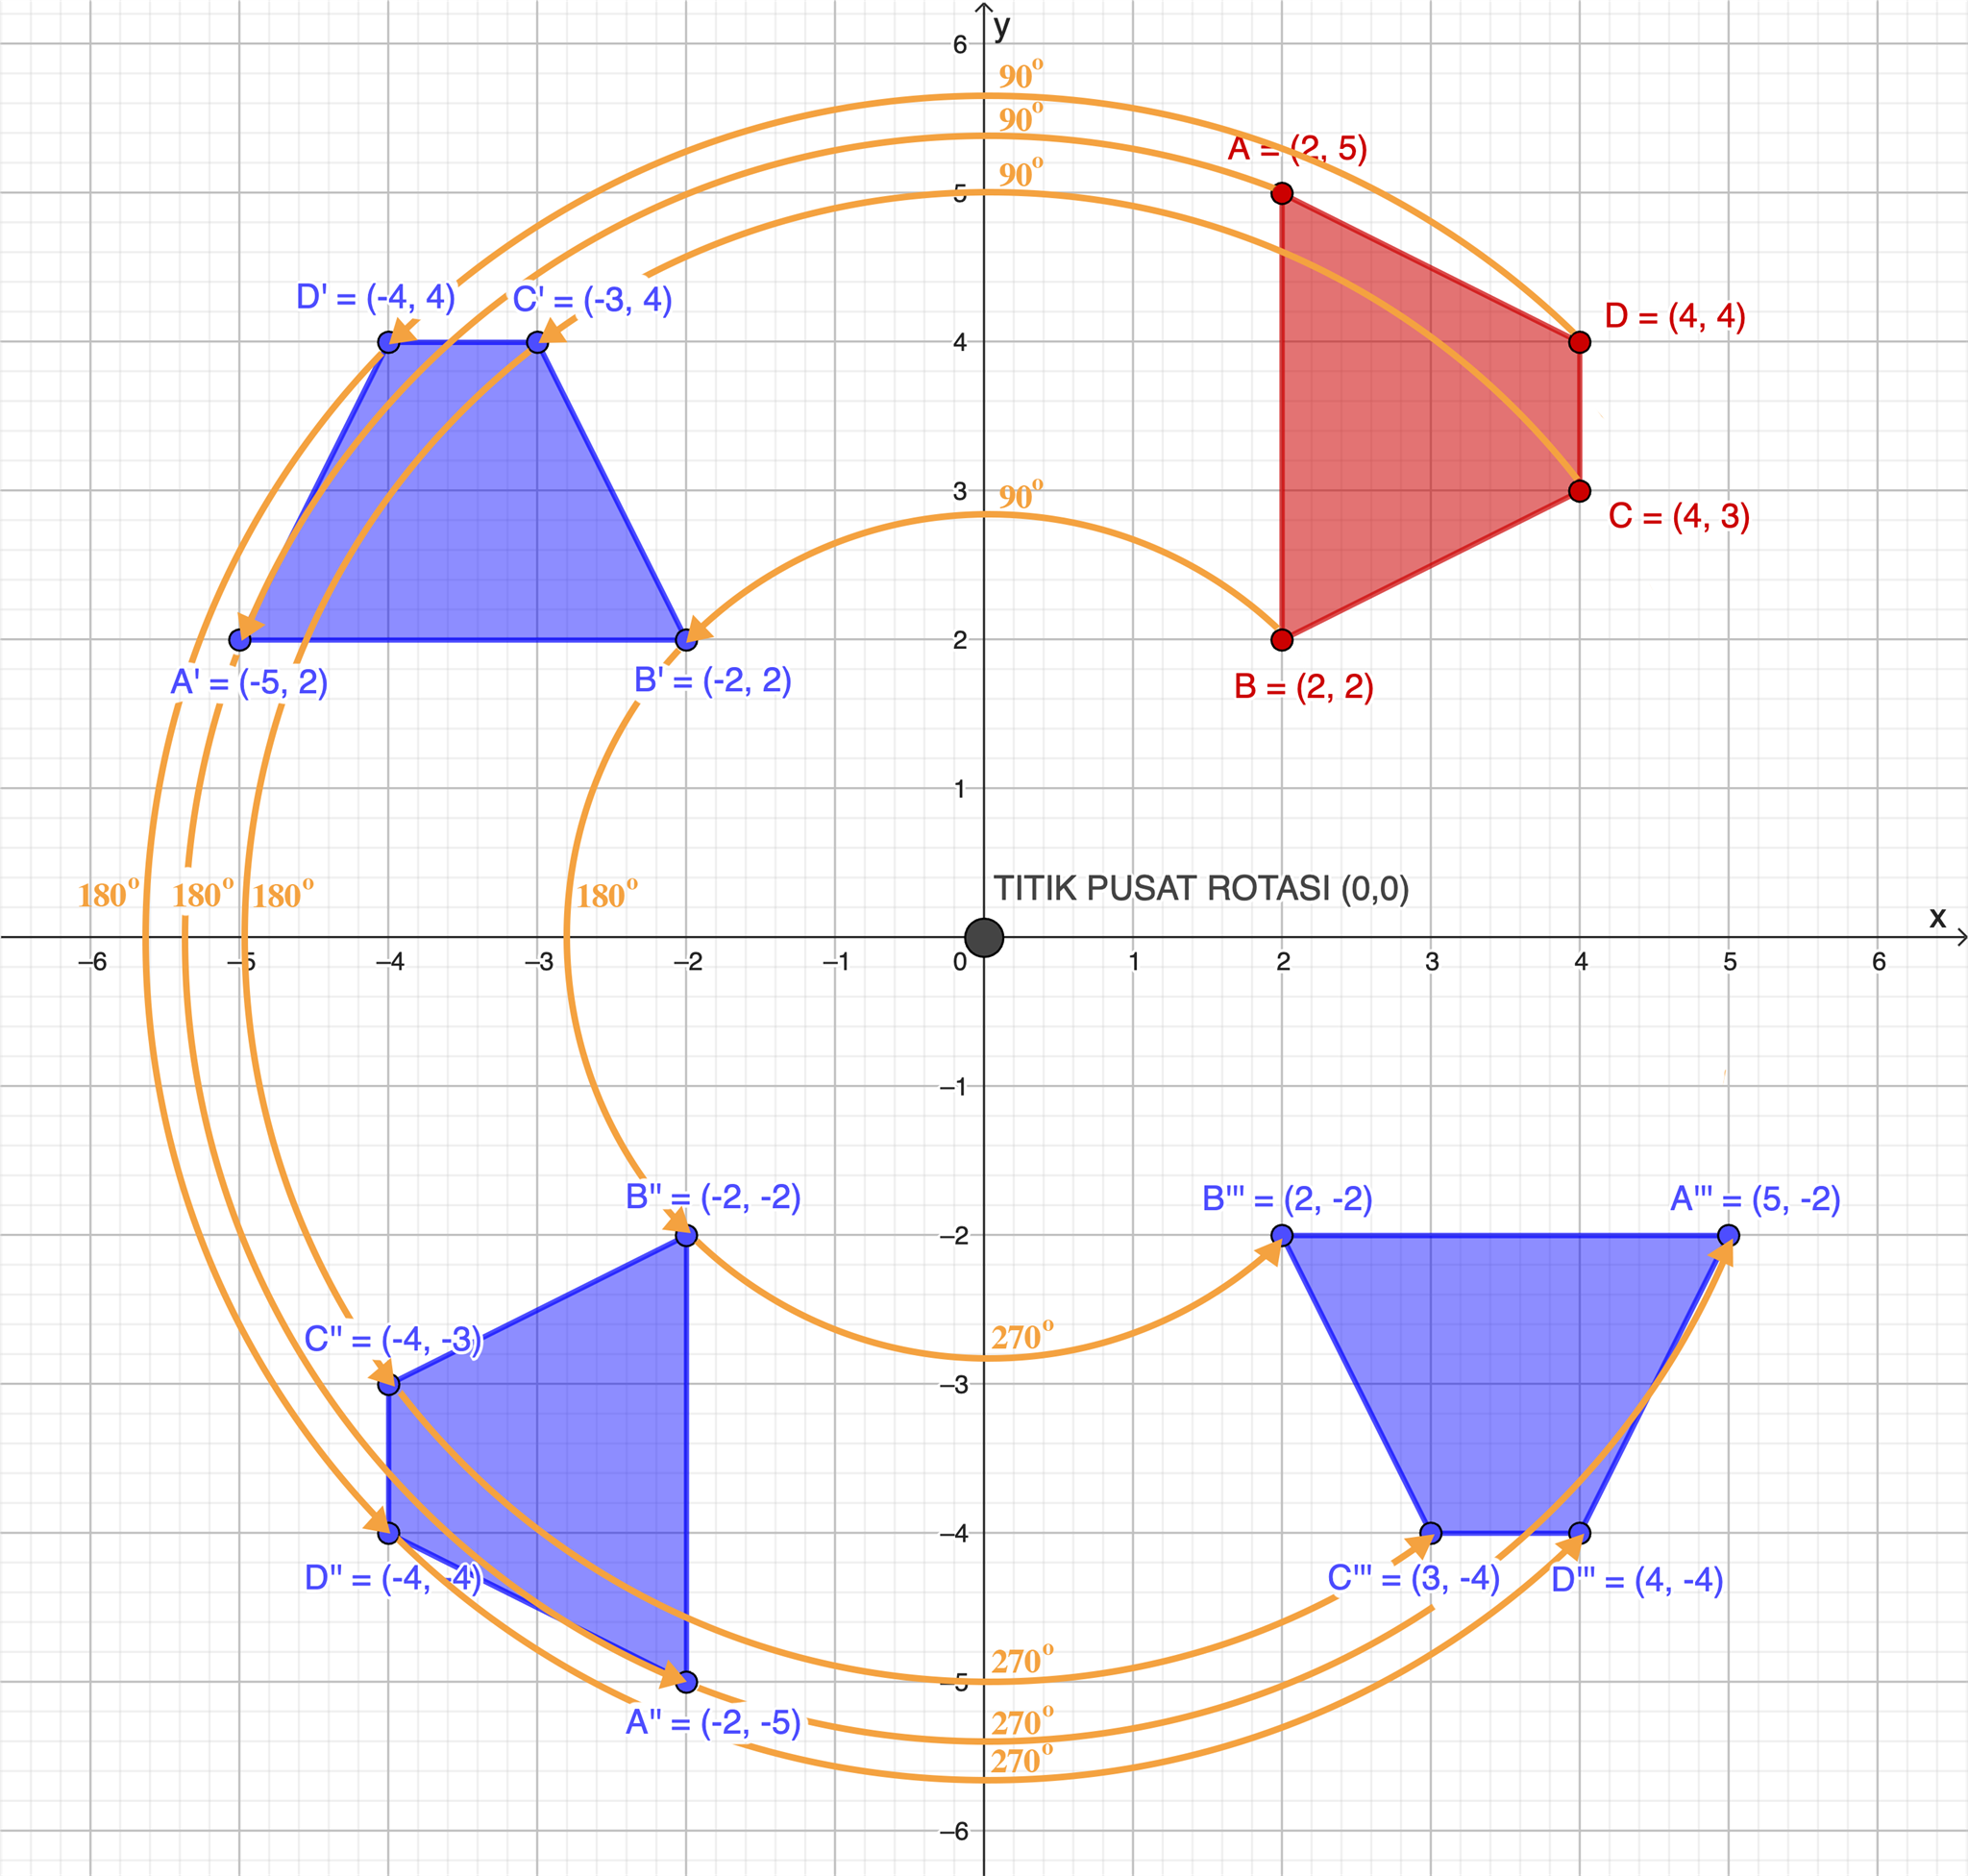 y
6
90°
90°
A = (2, 5)
90°
5
D' = (-4, 4)
C' = (-3, 4)
D = (4, 4)
4
3
90°
C = (4, 3)
2
A' = (-5, 2)
B' = (-2, 2)
B = (2, 2)
1
180°
180°
180°
180°
TITIK PUSAT ROTASI (0,0)
x
–6
–5
–4
–3
–2
–1
0
1
2
3
4
5
6
–1
B'' = (-2, -2)
B''' = (2, -2)
A''' = (5, -2)
–2
C'' = (-4, -3)
270°
–3
–4
D'' = (-4, -4)
C''' = (3, -4)
D''' = (4, -4)
270°
–5
A'' = (-2, -5)
270°
270°
–6